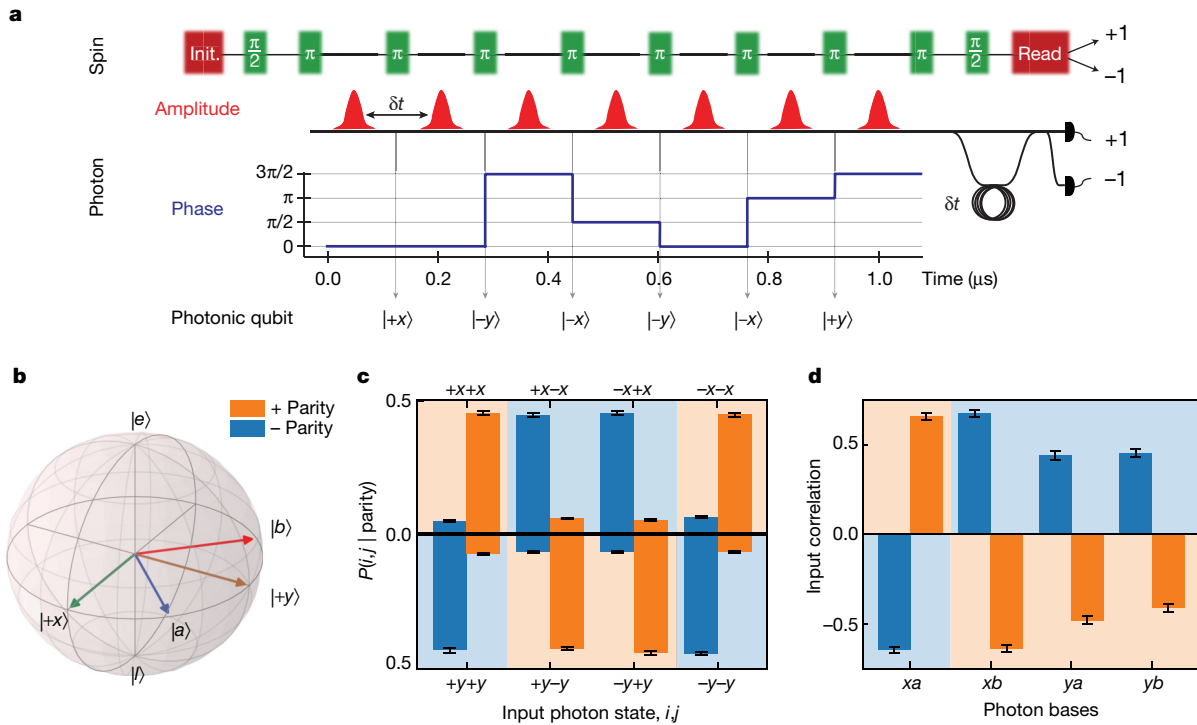 a
Spin
Init.
π/2
π
π
π
π
π
π
π
π
π/2
Read
+1
−1
Amplitude
δt
+1
−1
δt
Photon
Phase
3π/2
π
π/2
0
0.0
0.2
0.4
0.6
0.8
1.0
Time (μs)
Photonic qubit
|+x⟩
|−y⟩
|−x⟩
|−y⟩
|−x⟩
|+y⟩
b
|e⟩
|b⟩
|+y⟩
|a⟩
|+x⟩
|l⟩
+ Parity
− Parity
c
+x+x
+x−x
−x+x
−x−x
0.5
0.0
0.5
P(i,j | parity)
+y+y
+y−y
−y+y
−y−y
Input photon state, i,j
d
0.5
0.0
−0.5
Input correlation
xa
xb
ya
yb
Photon bases